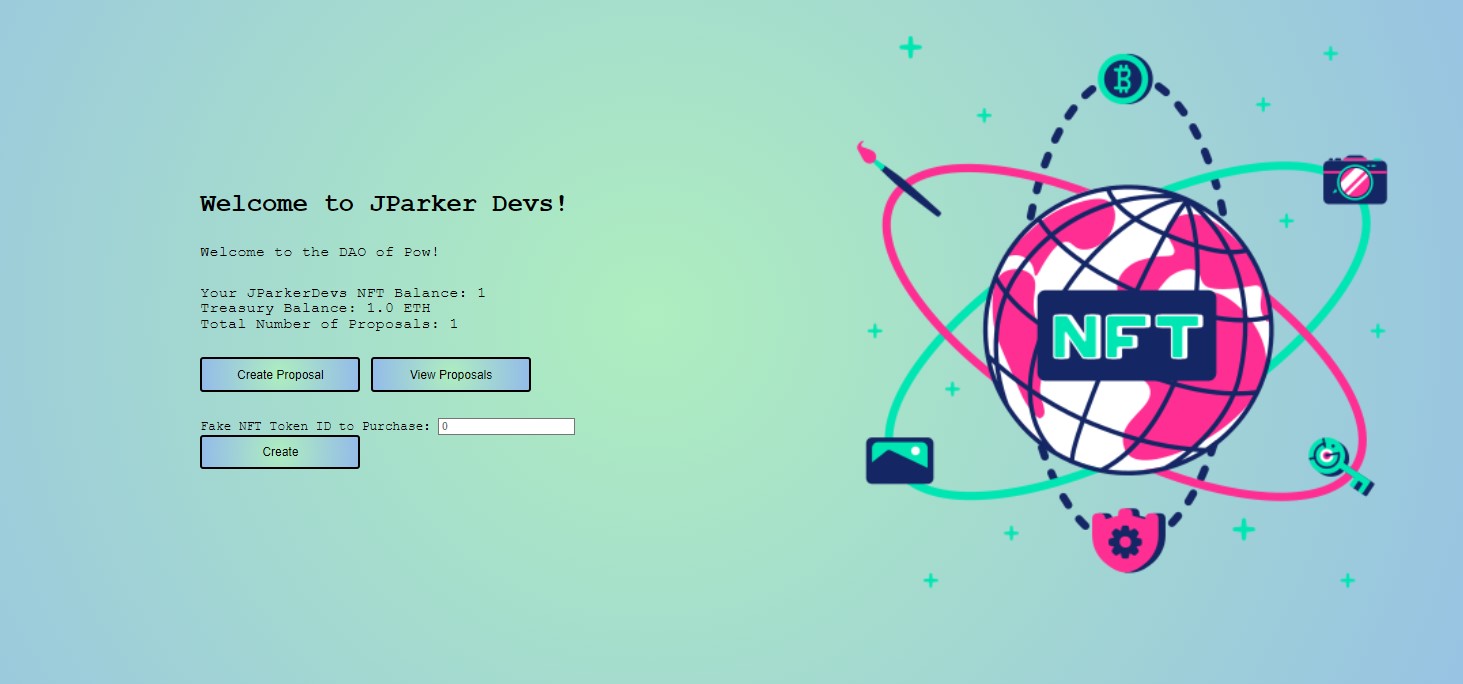 Welcome to JParker Devs!
Welcome to the DAO of Pow!
Your JParkerDevs NFT Balance: 1
Treasury Balance: 1.0 ETH
Total Number of Proposals: 1
Create Proposal
View Proposals
Fake NFT Token ID to Purchase: 0
Create
NFT